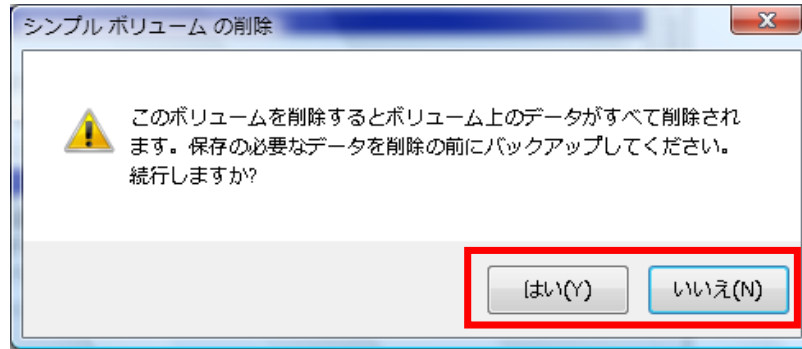 シンプル ボリューム の削除
このボリュームを削除するとボリューム上のデータがすべて削除され
ます。保存の必要なデータを削除の前にバックアップしてください。
続行しますか?
はい(Y) いいえ(N)